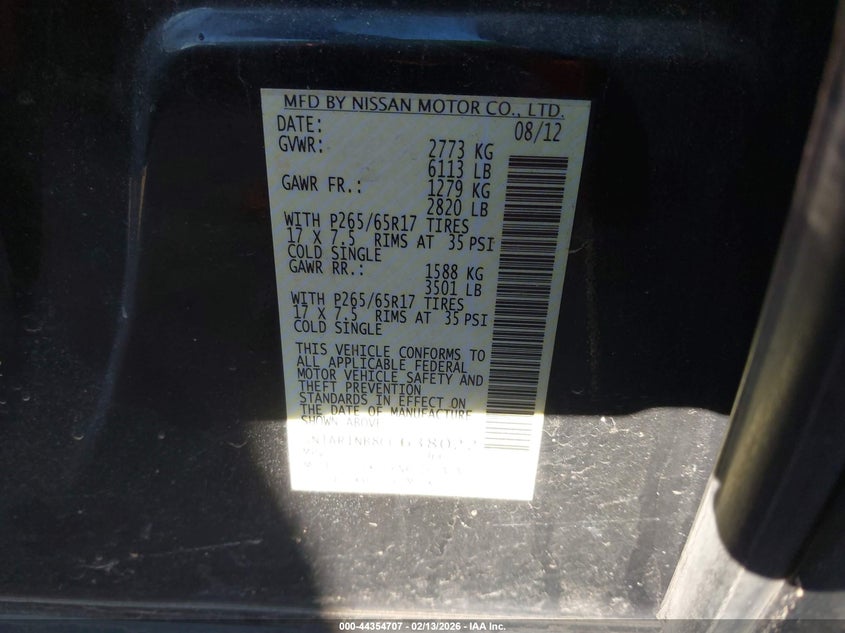 MFD BY NISSAN MOTOR CO., LTD.
DATE: 08/12
GVWR: 2773 KG
6113 LB
GAWR FR.: 1279 KG
2820 LB
WITH P265/65R17 TIRES
17 X 7.5 RIMS AT 35 PSI
COLD SINGLE
GAWR RR.: 1588 KG
3501 LB
WITH P265/65R17 TIRES
17 X 7.5 RIMS AT 35 PSI
COLD SINGLE
THIS VEHICLE CONFORMS TO
ALL APPLICABLE FEDERAL
MOTOR VEHICLE SAFETY AND
THEFT PREVENTION
STANDARDS IN EFFECT ON
THE DATE OF MANUFACTURE
SHOWN ABOVE
000-44354707 - 02/13/2026 - IAA Inc.